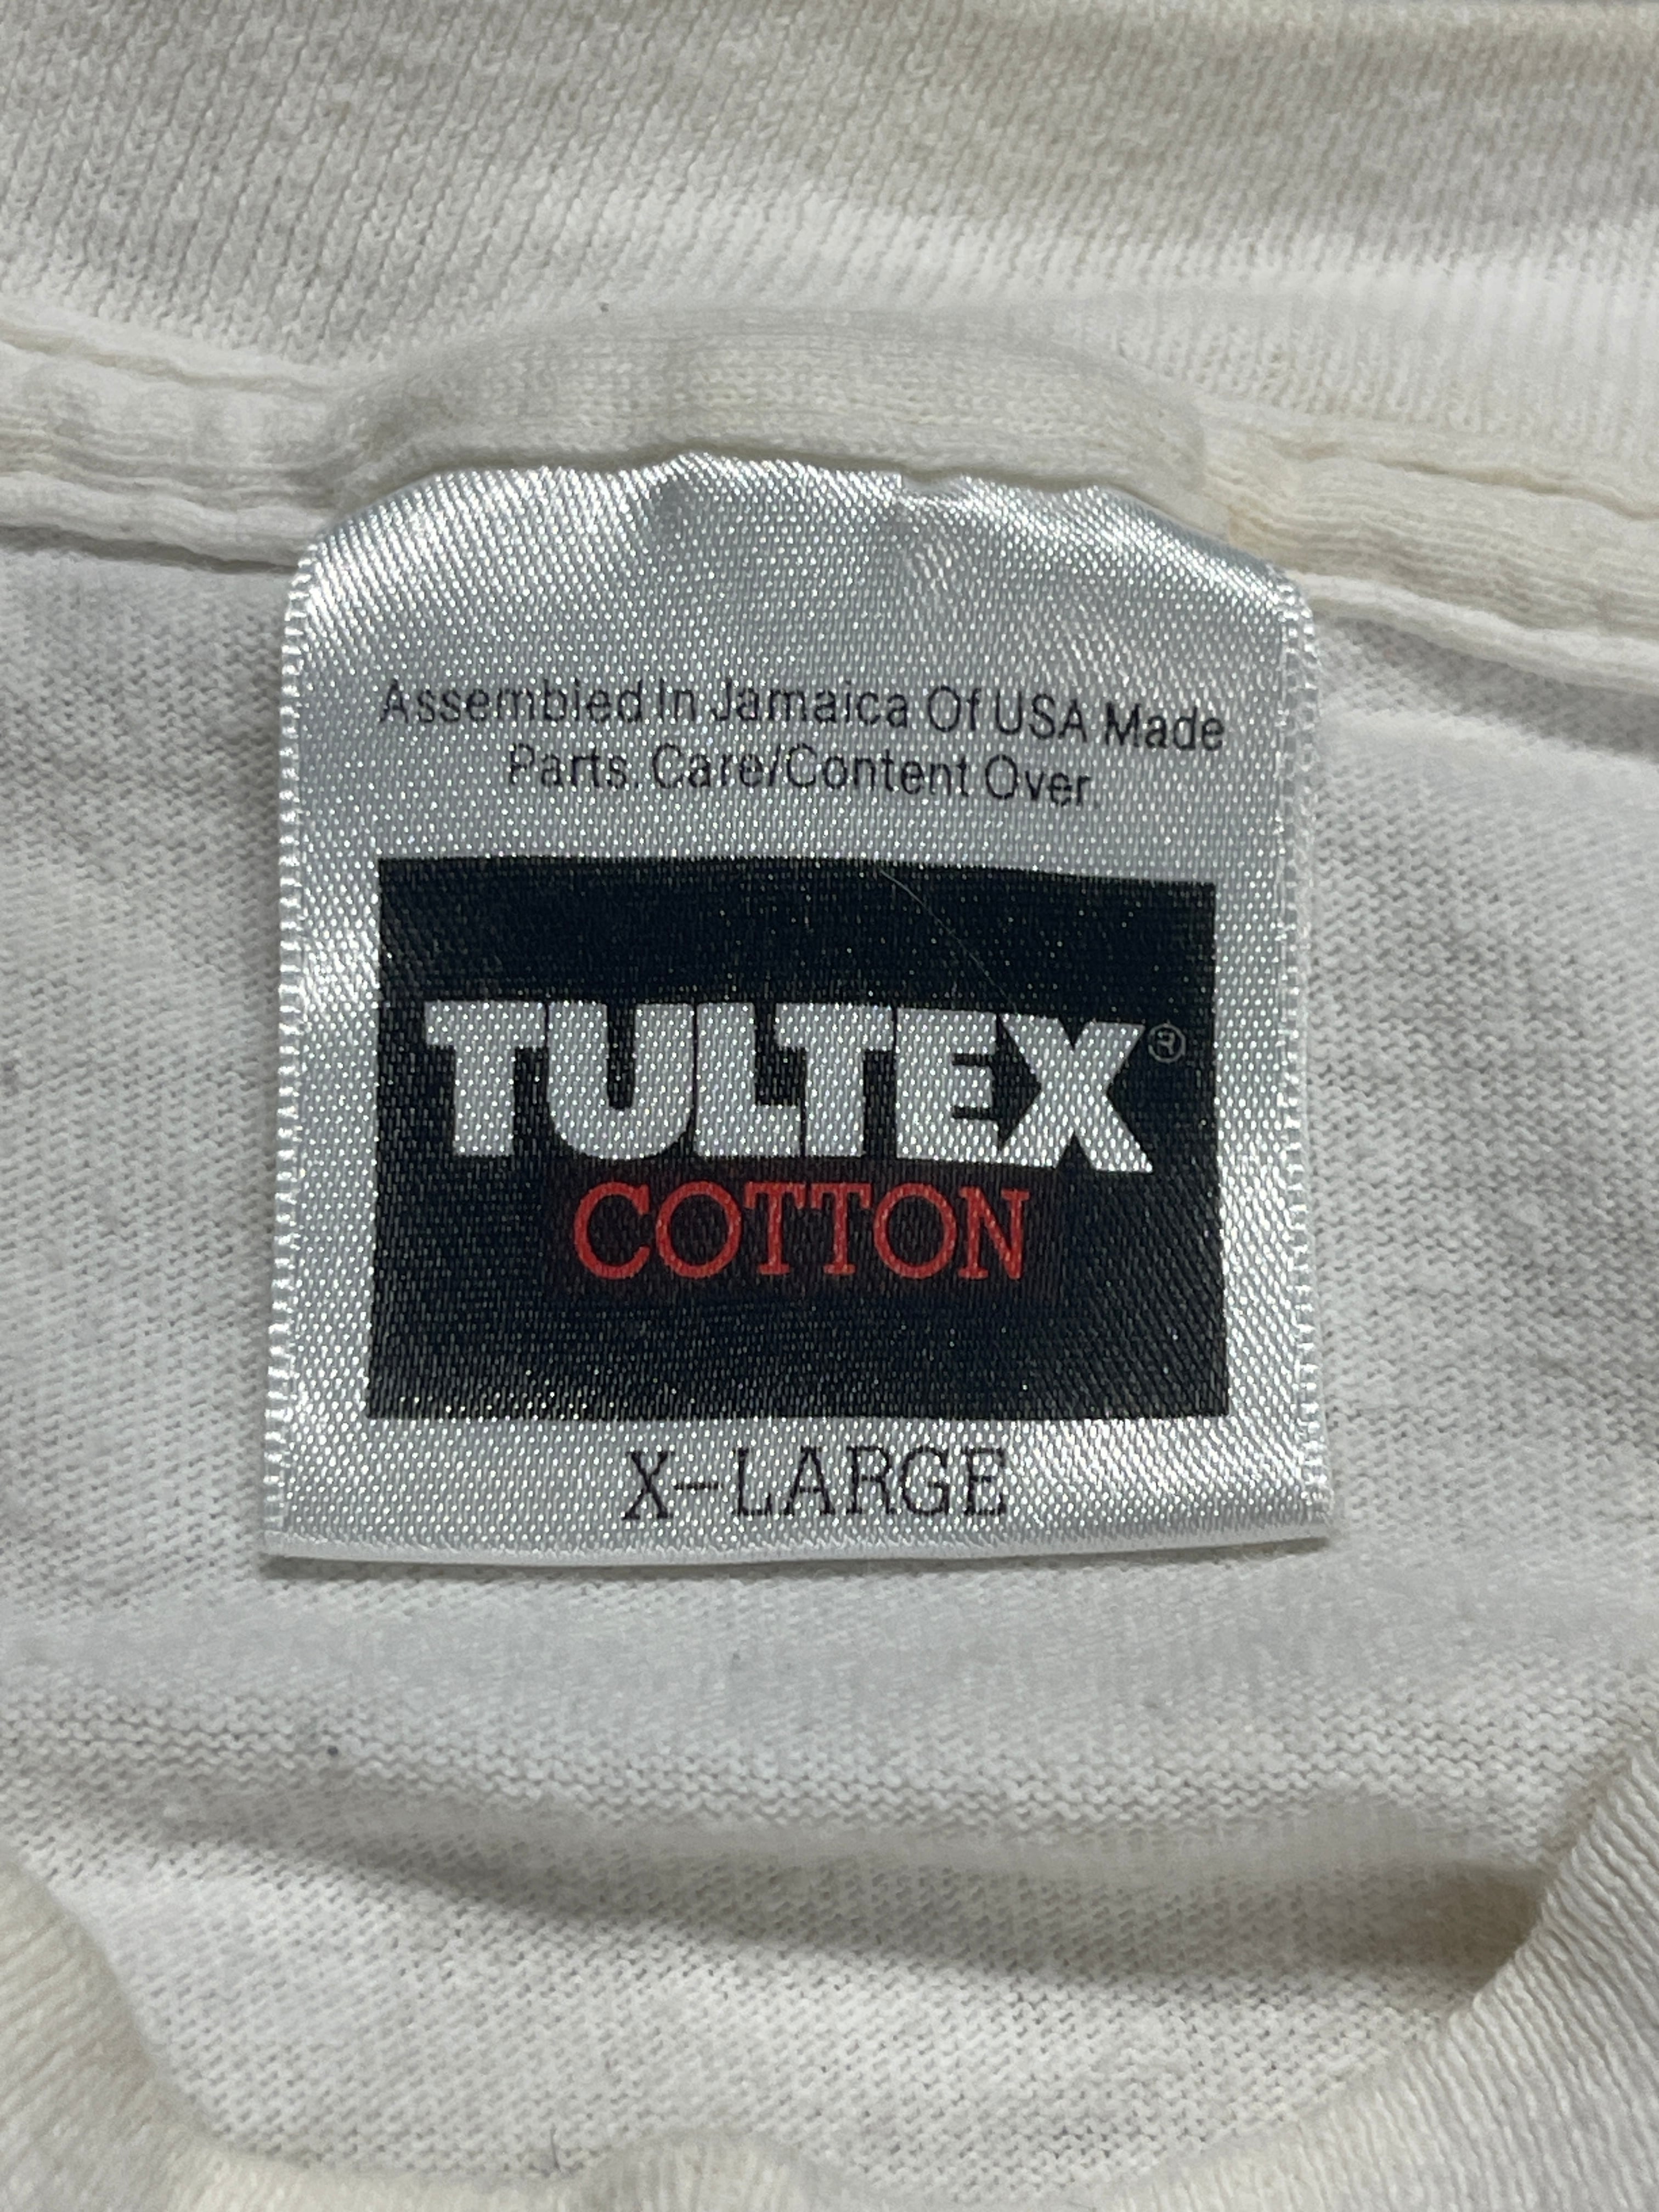 Assembled In Jamaica Of USA Made
Parts. Care/Content Over.
TULTEX®
COTTON
X-LARGE